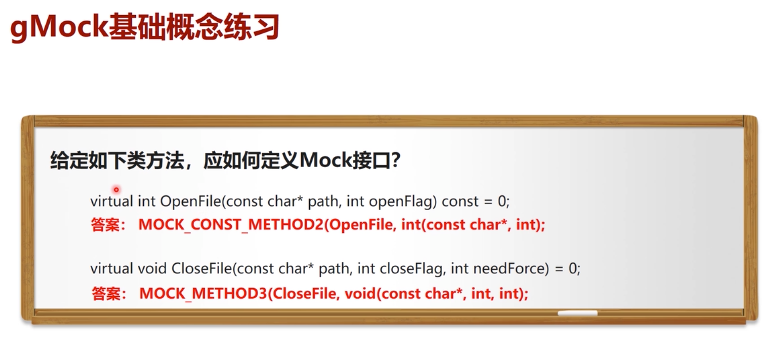 gMock基础概念练习
给定如下类方法，应如何定义Mock接口？
virtual int OpenFile(const char* path, int openFlag) const = 0;
答案： MOCK_CONST_METHOD2(OpenFile, int(const char*, int);
virtual void CloseFile(const char* path, int closeFlag, int needForce) = 0;
答案： MOCK_METHOD3(CloseFile, void(const char*, int, int);